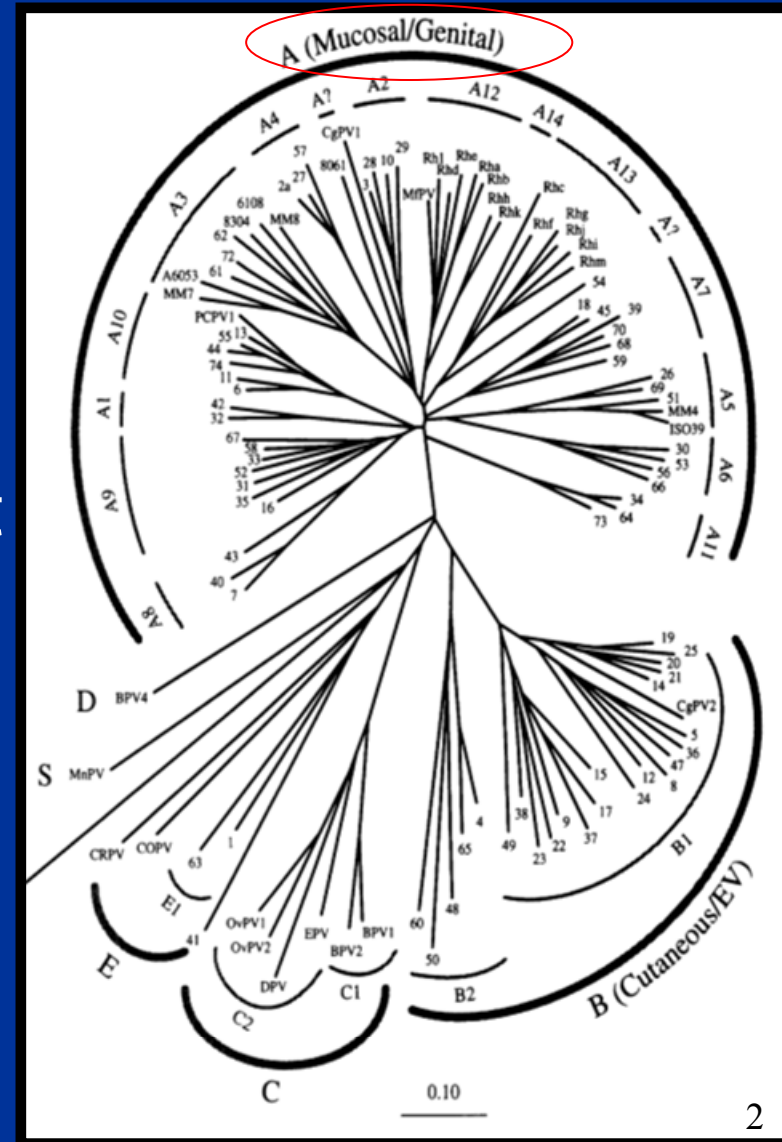 A (Mucosal/Genital)
A2
A?
A4
A3
A10
A1
A9
A8
A12
A14
A13
A?
A7
A5
A6
A11
CgPV1
57
8061
27
2a
28
3
10
29
6108
MM8
8304
62
72
61
A6053
MM7
PCPV1
13
55
44
74
11
6
42
32
67
58
33
52
31
35
16
43
40
7
MfPV
Rh1
Rhd
Rhe
Rha
Rhb
Rhh
Rhk
Rhc
Rhf
Rhg
Rhj
Rhi
Rhm
54
18
45
39
70
68
59
26
69
51
MM4
ISO39
30
53
56
66
34
64
73
D
BPV4
S
MnPV
CRPV
COPV
63
1
E1
E
41
OvPV1
OvPV2
DPV
EPV
BPV2
BPV1
C2
C1
C
19
25
20
21
14
CgPV2
5
36
47
8
12
24
15
17
37
9
22
23
38
49
4
65
48
60
50
B1
B2
B (Cutaneous/EV)
0.10
2